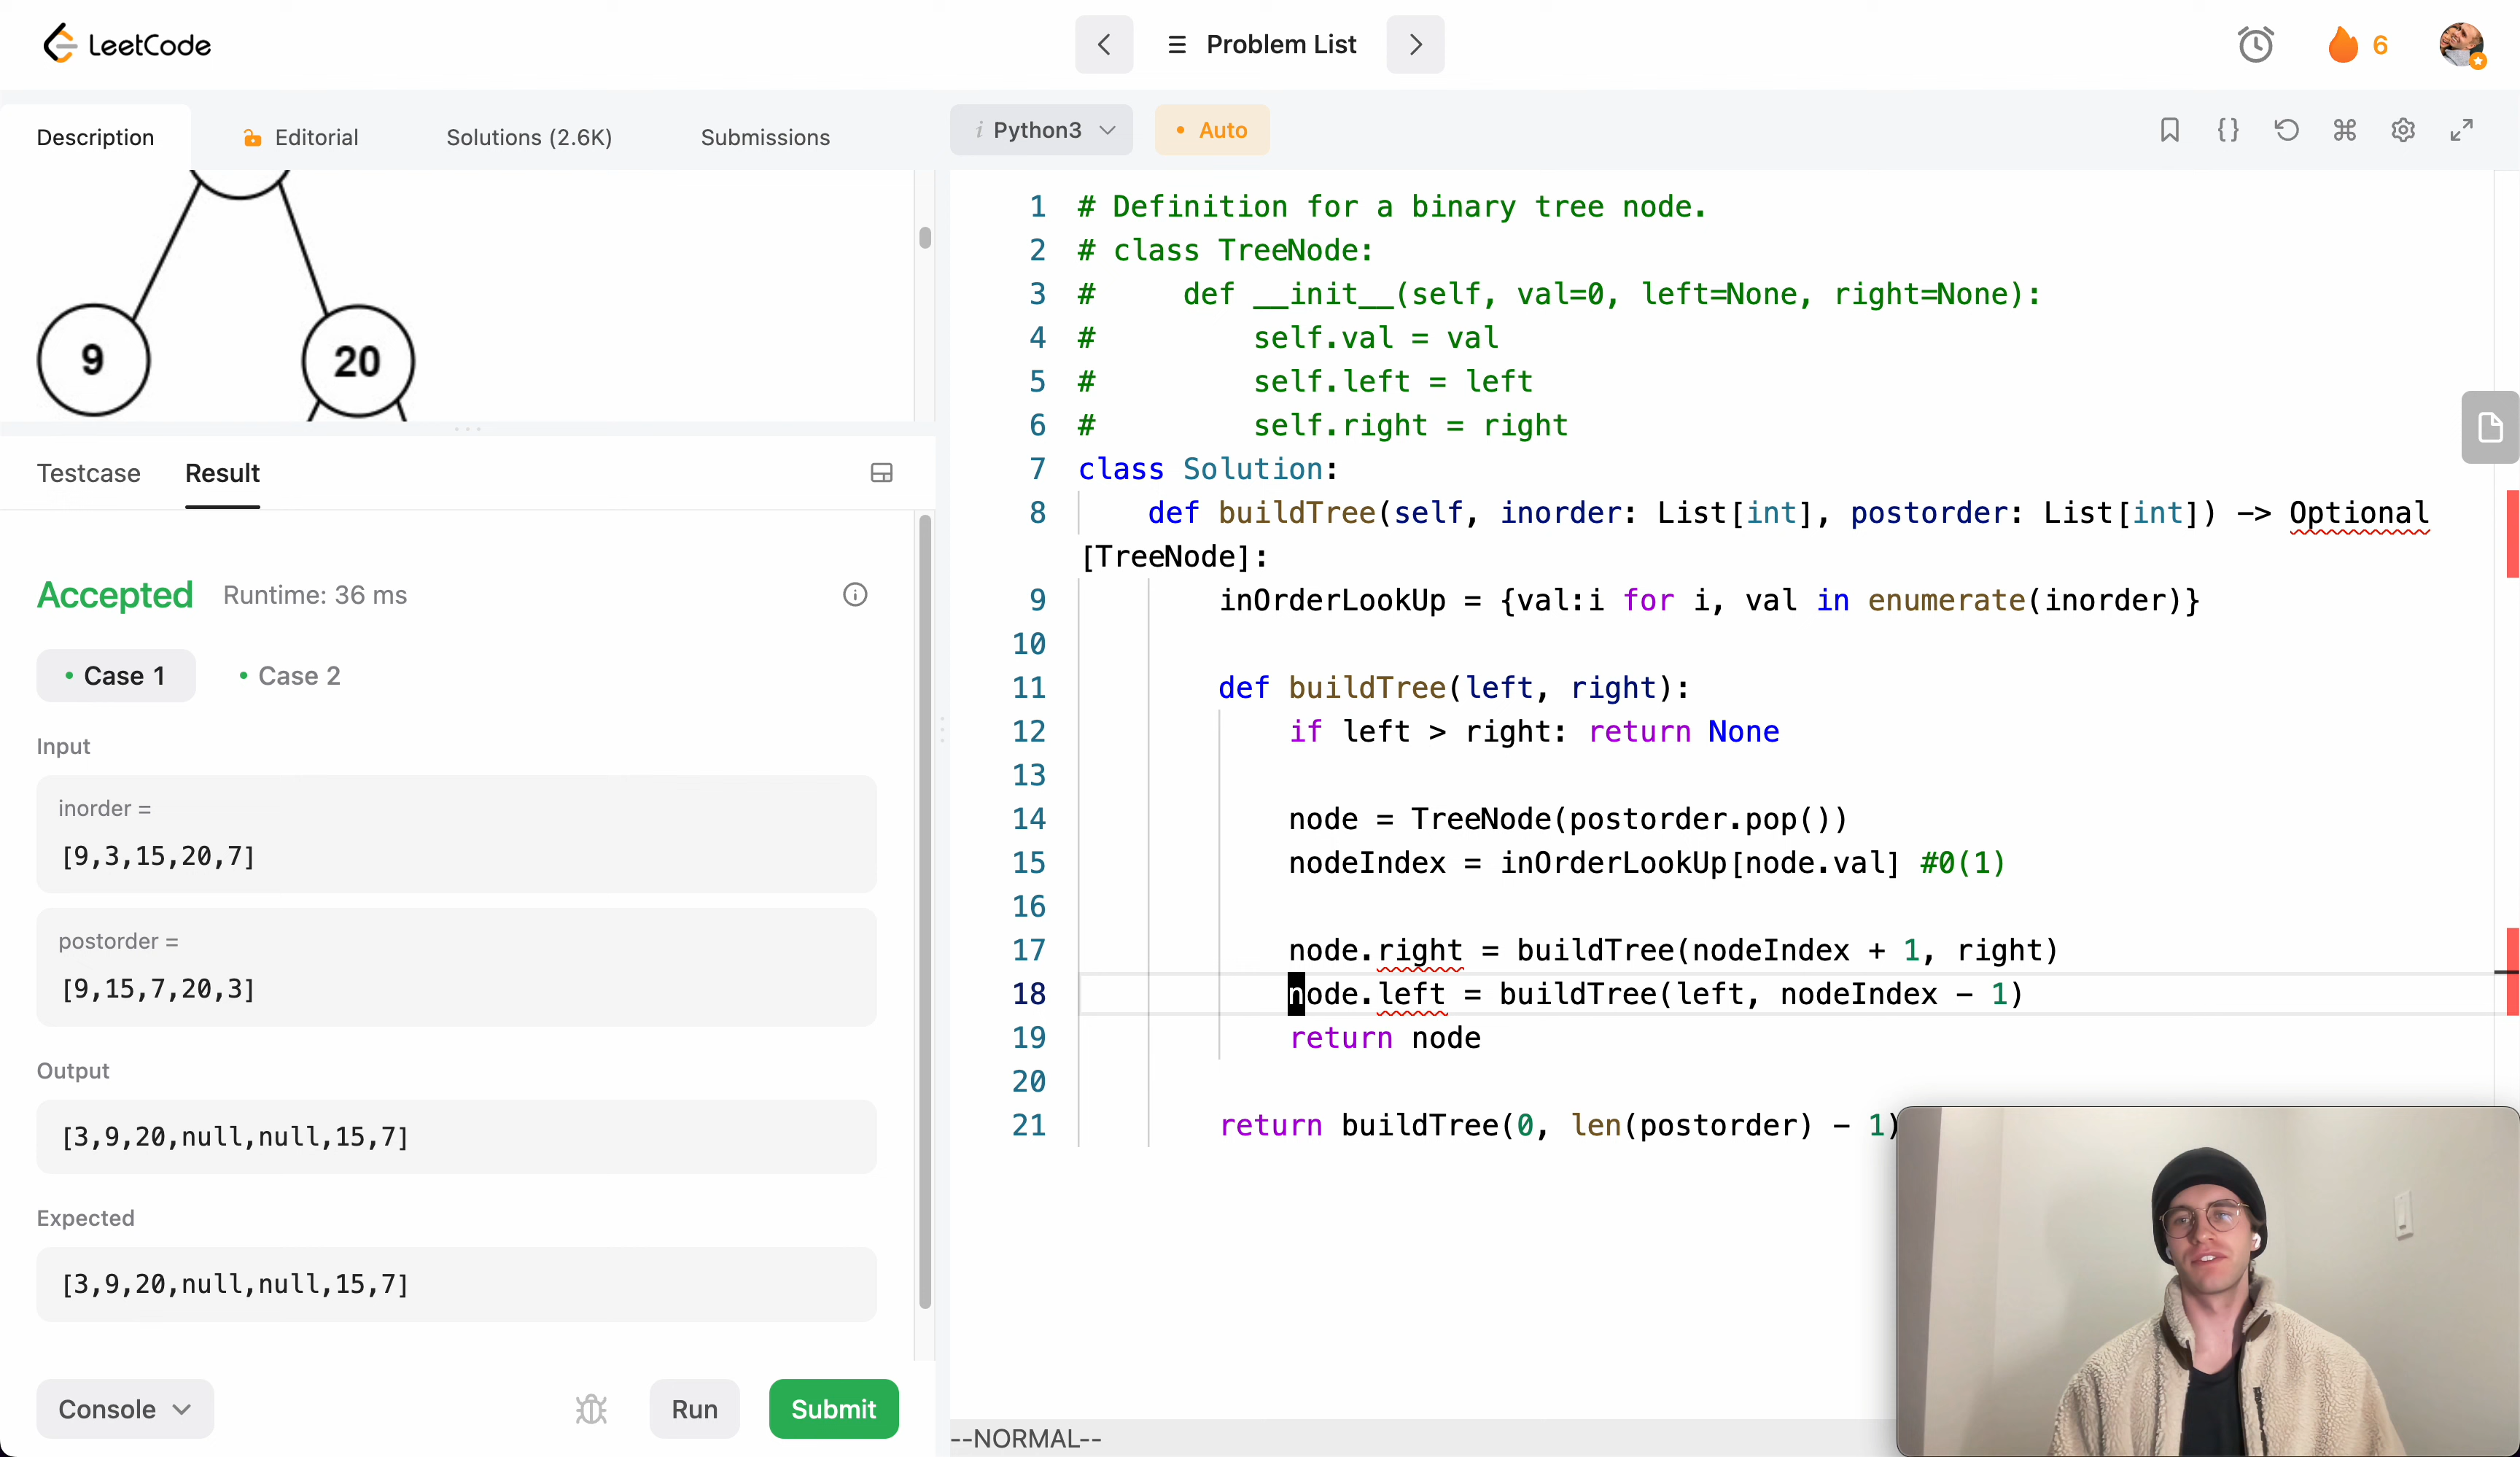 LeetCode
Problem List
6
Description
Editorial
Solutions (2.6K)
Submissions
9
20
Testcase
Result
Accepted
Runtime: 36 ms
• Case 1
• Case 2
Input
inorder =
[9,3,15,20,7]
postorder =
[9,15,7,20,3]
Output
[3,9,20,null,null,15,7]
Expected
[3,9,20,null,null,15,7]
Console
Run
Submit
i Python3
• Auto
1 # Definition for a binary tree node.
2 # class TreeNode:
3 #     def __init__(self, val=0, left=None, right=None):
4 #         self.val = val
5 #         self.left = left
6 #         self.right = right
7 class Solution:
8     def buildTree(self, inorder: List[int], postorder: List[int]) -> Optional
[TreeNode]:
9         inOrderLookUp = {val:i for i, val in enumerate(inorder)}
10
11         def buildTree(left, right):
12             if left > right: return None
13
14             node = TreeNode(postorder.pop())
15             nodeIndex = inOrderLookUp[node.val] #O(1)
16
17             node.right = buildTree(nodeIndex + 1, right)
18             node.left = buildTree(left, nodeIndex - 1)
19             return node
20
21         return buildTree(0, len(postorder) - 1)
--NORMAL--